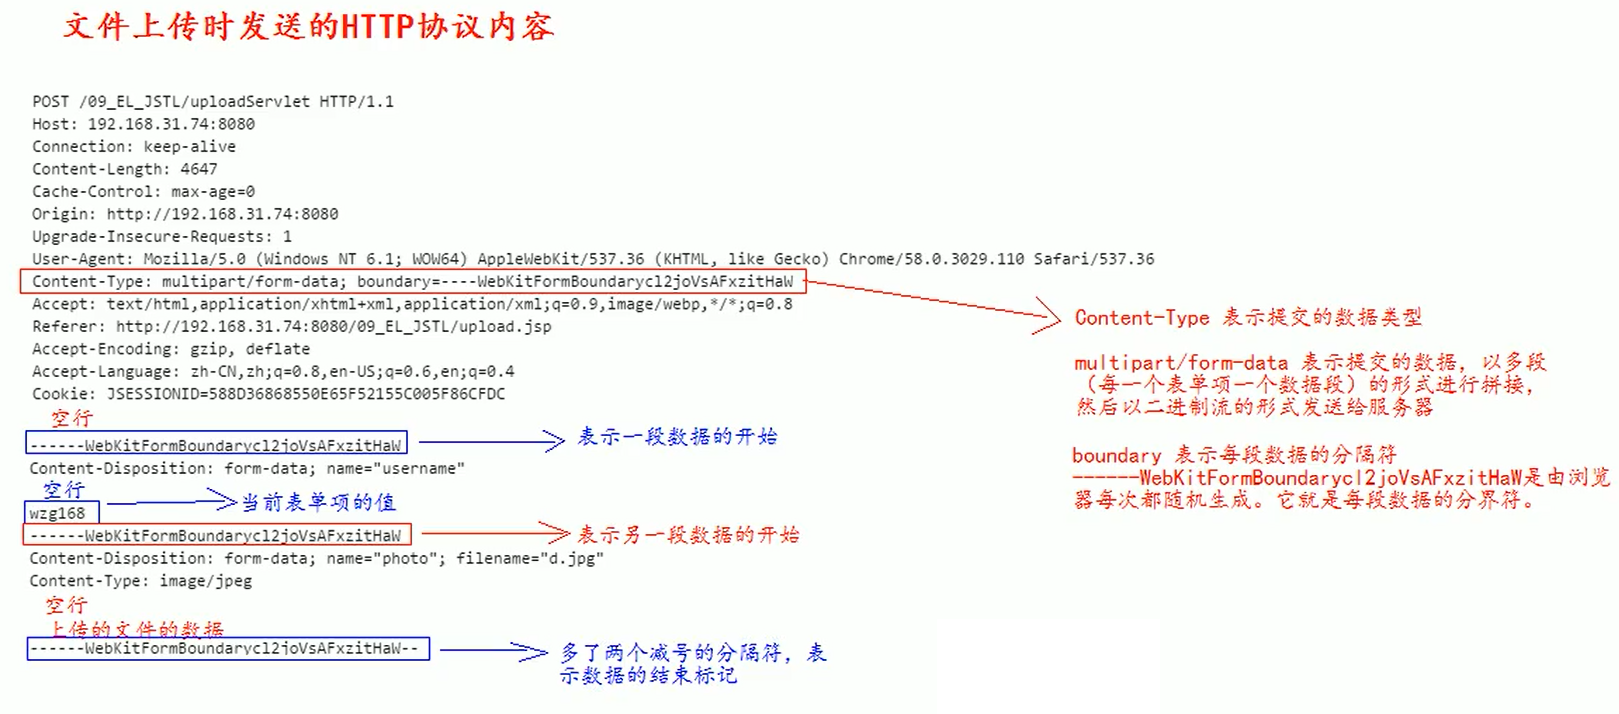 文件上传时发送的HTTP协议内容
POST /09_EL_JSTL/uploadServlet HTTP/1.1
Host: 192.168.31.74:8080
Connection: keep-alive
Content-Length: 4647
Cache-Control: max-age=0
Origin: http://192.168.31.74:8080
Upgrade-Insecure-Requests: 1
User-Agent: Mozilla/5.0 (Windows NT 6.1; WOW64) AppleWebKit/537.36 (KHTML, like Gecko) Chrome/58.0.3029.110 Safari/537.36
Content-Type: multipart/form-data; boundary=----WebKitFormBoundarycl2joVsAFxzitHaW
Accept: text/html,application/xhtml+xml,application/xml;q=0.9,image/webp,*/*;q=0.8
Referer: http://192.168.31.74:8080/09_EL_JSTL/upload.jsp
Accept-Encoding: gzip, deflate
Accept-Language: zh-CN,zh;q=0.8,en-US;q=0.6,en;q=0.4
Cookie: JSESSIONID=588D36868550E65F52155C005F86CFDC
空行
------WebKitFormBoundarycl2joVsAFxzitHaW
表示一段数据的开始
Content-Disposition: form-data; name="username"
空行
wzg168
当前表单项的值
------WebKitFormBoundarycl2joVsAFxzitHaW
表示另一段数据的开始
Content-Disposition: form-data; name="photo"; filename="d.jpg"
Content-Type: image/jpeg
空行
上传的文件的数据
------WebKitFormBoundarycl2joVsAFxzitHaW--
多了两个减号的分隔符，表
示数据的结束标记
Content-Type 表示提交的数据类型
multipart/form-data 表示提交的数据，以多段
（每一个表单项一个数据段）的形式进行拼接，
然后以二进制流的形式发送给服务器
boundary 表示每段数据的分隔符
------WebKitFormBoundarycl2joVsAFxzitHaW是由浏览
器每次都随机生成。它就是每段数据的分界符。